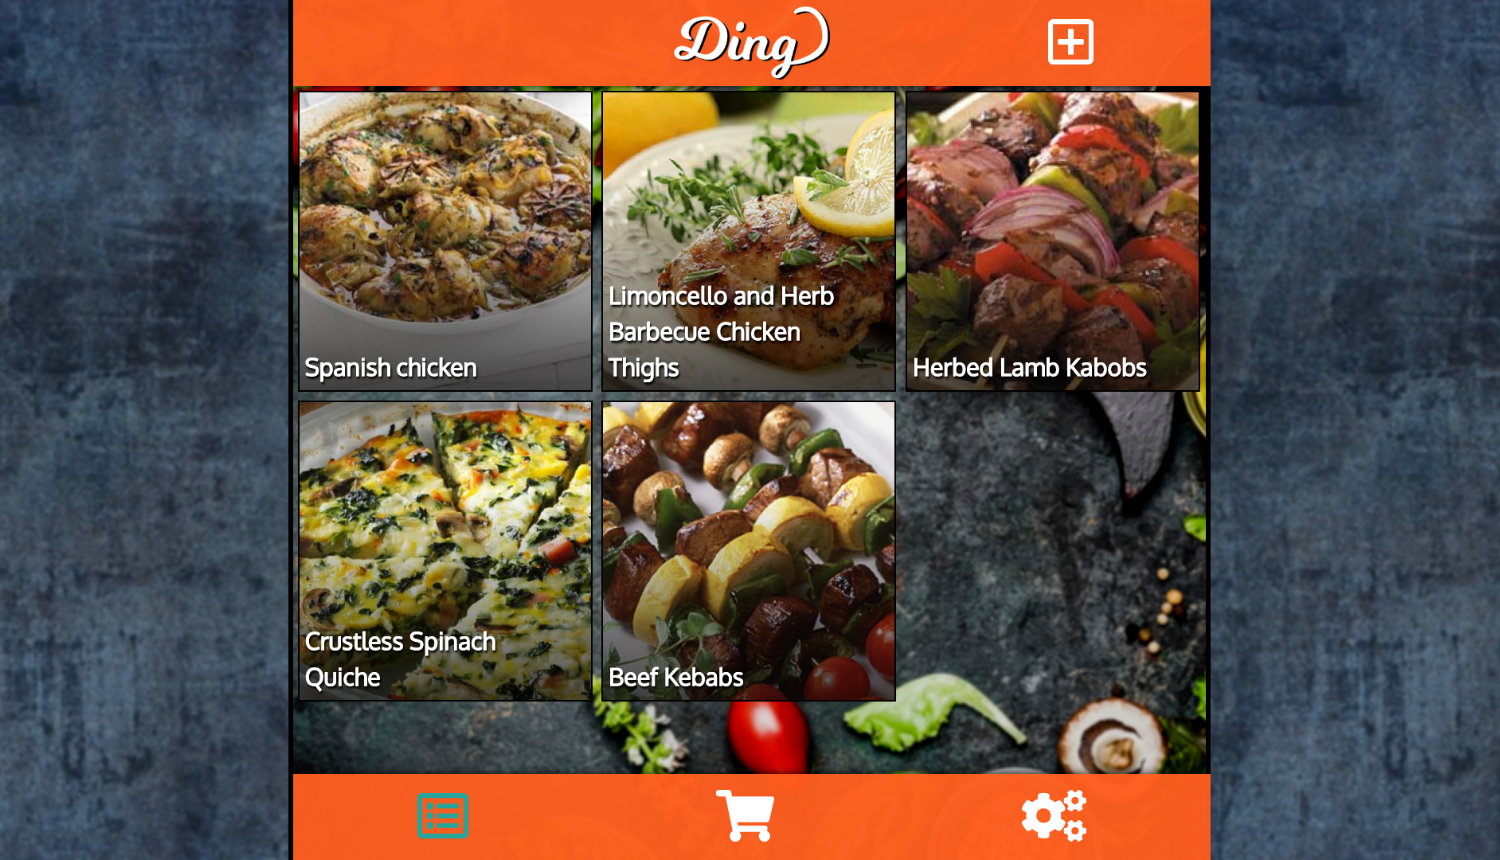 Ding
Spanish chicken
Limoncello and Herb
Barbecue Chicken
Thighs
Herbed Lamb Kabobs
Crustless Spinach
Quiche
Beef Kebabs